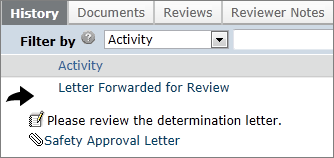 History Documents Reviews Reviewer Notes
Filter by ? Activity
Activity
Letter Forwarded for Review
Please review the determination letter.
Safety Approval Letter